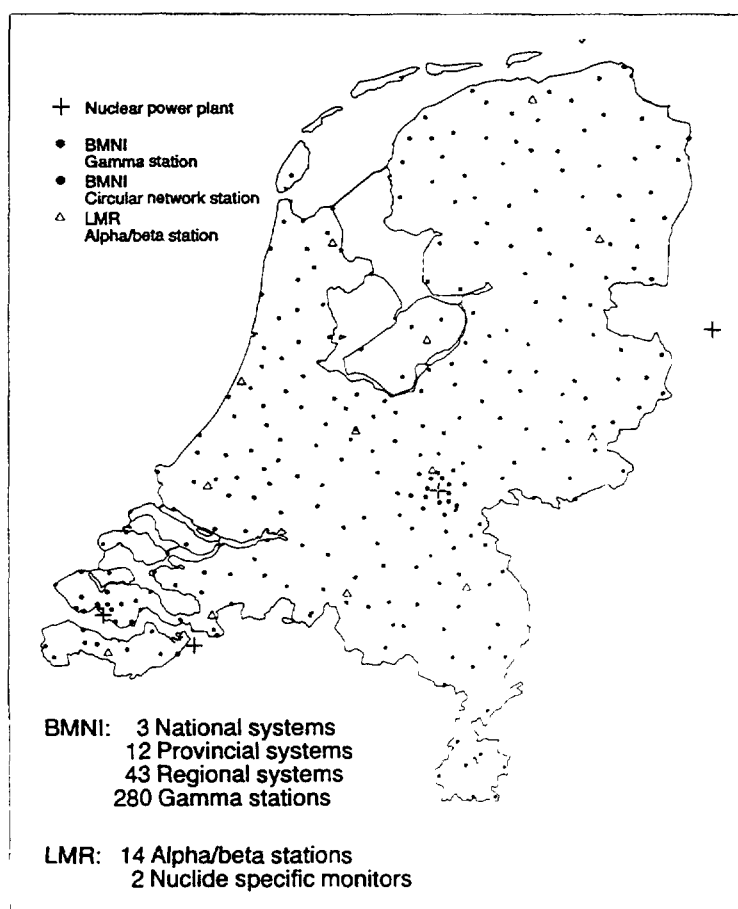 Nuclear power plant
BMNI
Gamma station
BMNI
Circular network station
LMR
Alpha/beta station
BMNI: 3 National systems
12 Provincial systems
43 Regional systems
280 Gamma stations
LMR: 14 Alpha/beta stations
2 Nuclide specific monitors